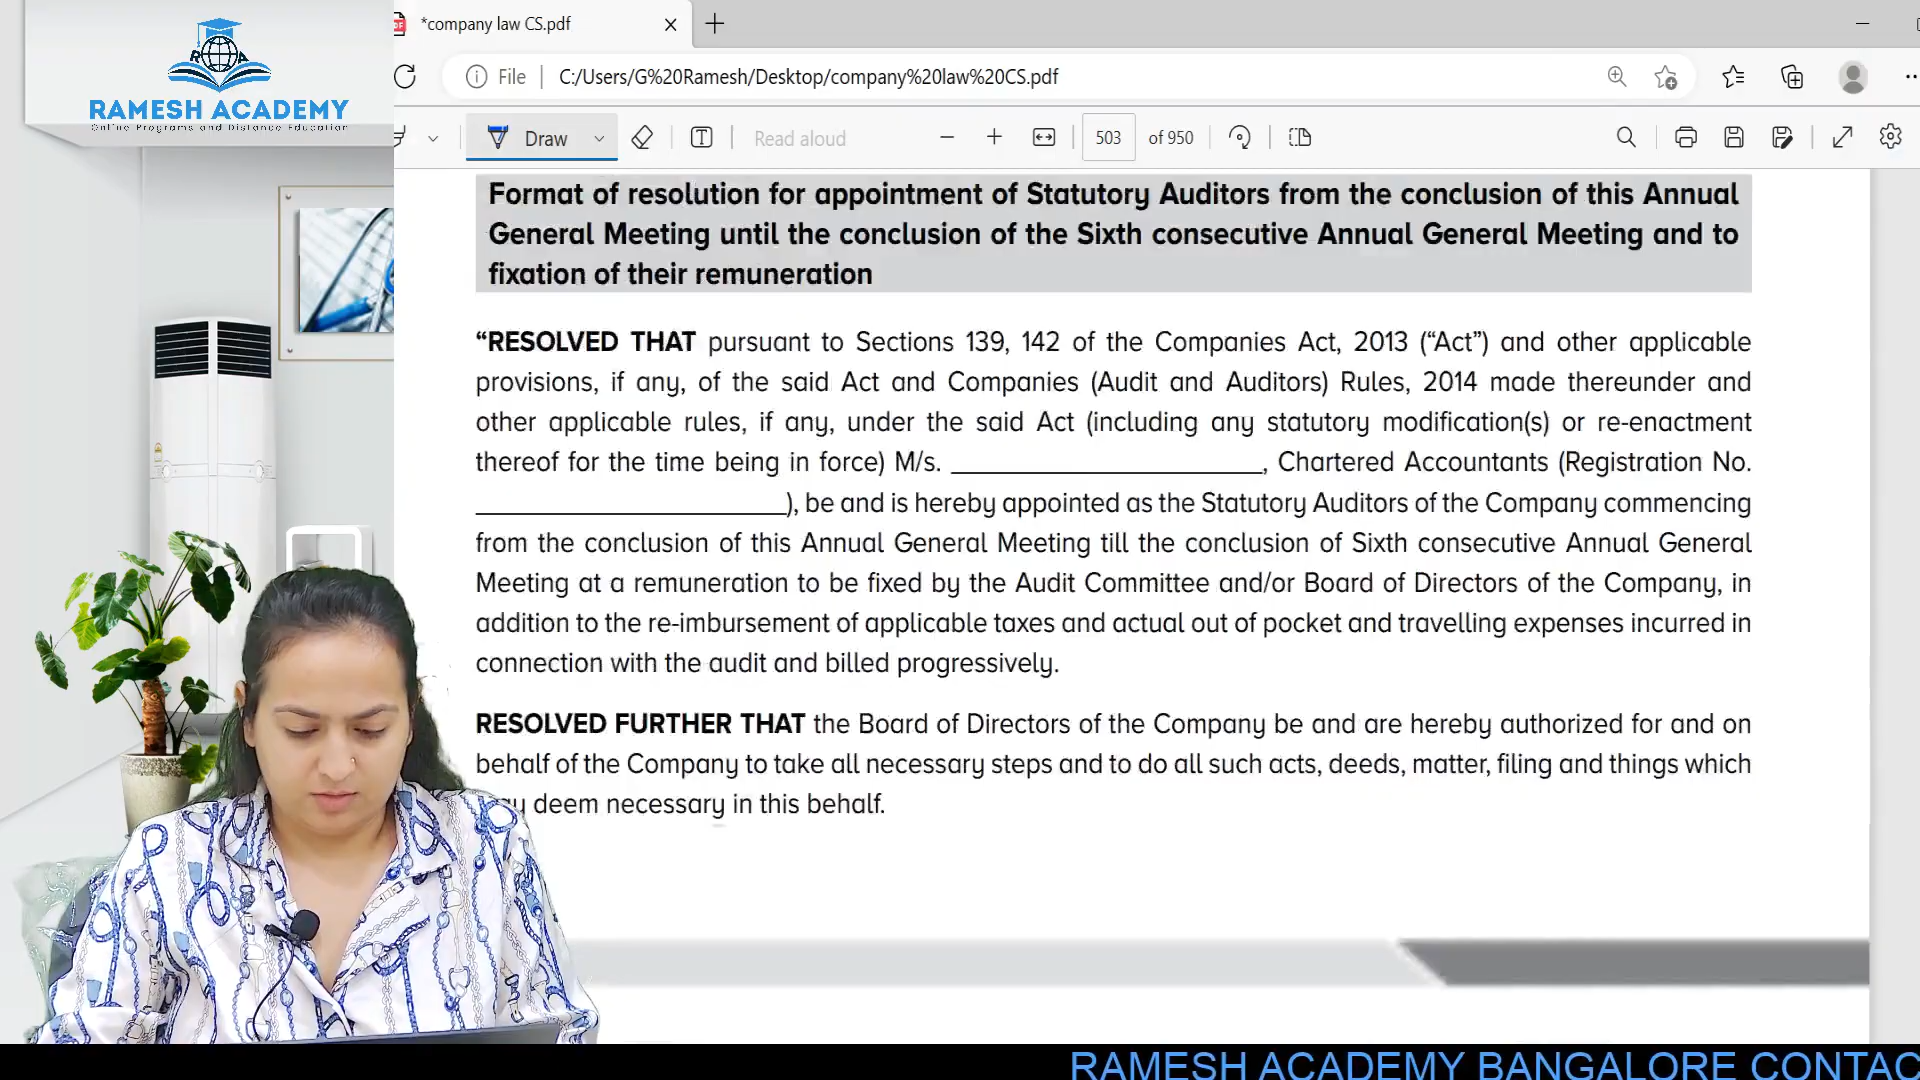 *company law CS.pdf
File
C:/Users/G%20Ramesh/Desktop/company%20law%20CS.pdf
RAMESH ACADEMY
Online Programs and Distance Education
Draw
Read aloud
503
of 950
Format of resolution for appointment of Statutory Auditors from the conclusion of this Annual
General Meeting until the conclusion of the Sixth consecutive Annual General Meeting and to
fixation of their remuneration
“RESOLVED THAT pursuant to Sections 139, 142 of the Companies Act, 2013 (“Act”) and other applicable
provisions, if any, of the said Act and Companies (Audit and Auditors) Rules, 2014 made thereunder and
other applicable rules, if any, under the said Act (including any statutory modification(s) or re-enactment
thereof for the time being in force) M/s. ______________________, Chartered Accountants (Registration No.
______________________), be and is hereby appointed as the Statutory Auditors of the Company commencing
from the conclusion of this Annual General Meeting till the conclusion of Sixth consecutive Annual General
Meeting at a remuneration to be fixed by the Audit Committee and/or Board of Directors of the Company, in
addition to the re-imbursement of applicable taxes and actual out of pocket and travelling expenses incurred in
connection with the audit and billed progressively.
RESOLVED FURTHER THAT the Board of Directors of the Company be and are hereby authorized for and on
behalf of the Company to take all necessary steps and to do all such acts, deeds, matter, filing and things which
deem necessary in this behalf.
RAMESH ACADEMY BANGALORE CONTAC